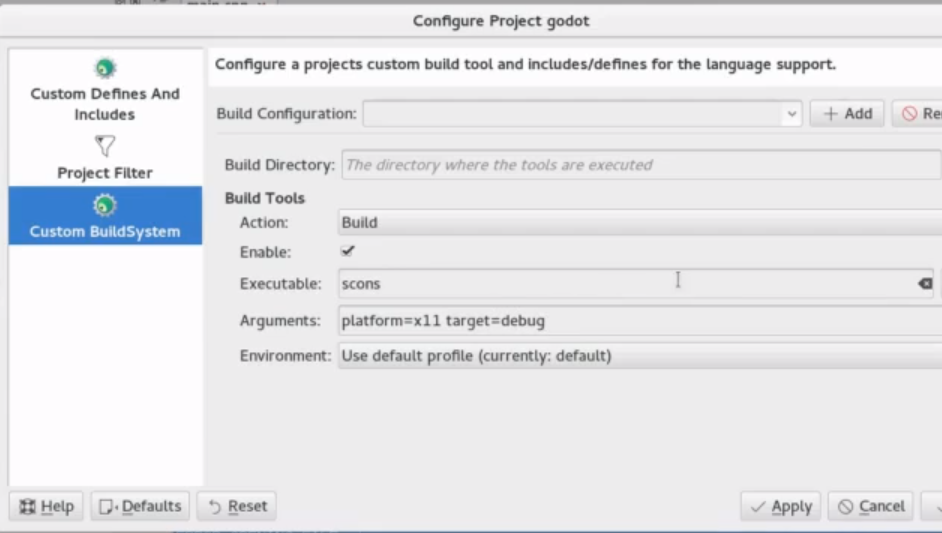 Configure Project godot
Custom Defines And
Includes
Project Filter
Custom BuildSystem
Configure a projects custom build tool and includes/defines for the language support.
Build Configuration:
Add
Build Directory: The directory where the tools are executed
Build Tools
Action: Build
Enable:
Executable: scons
Arguments: platform=x11 target=debug
Environment: Use default profile (currently: default)
Help Defaults Reset Apply Cancel